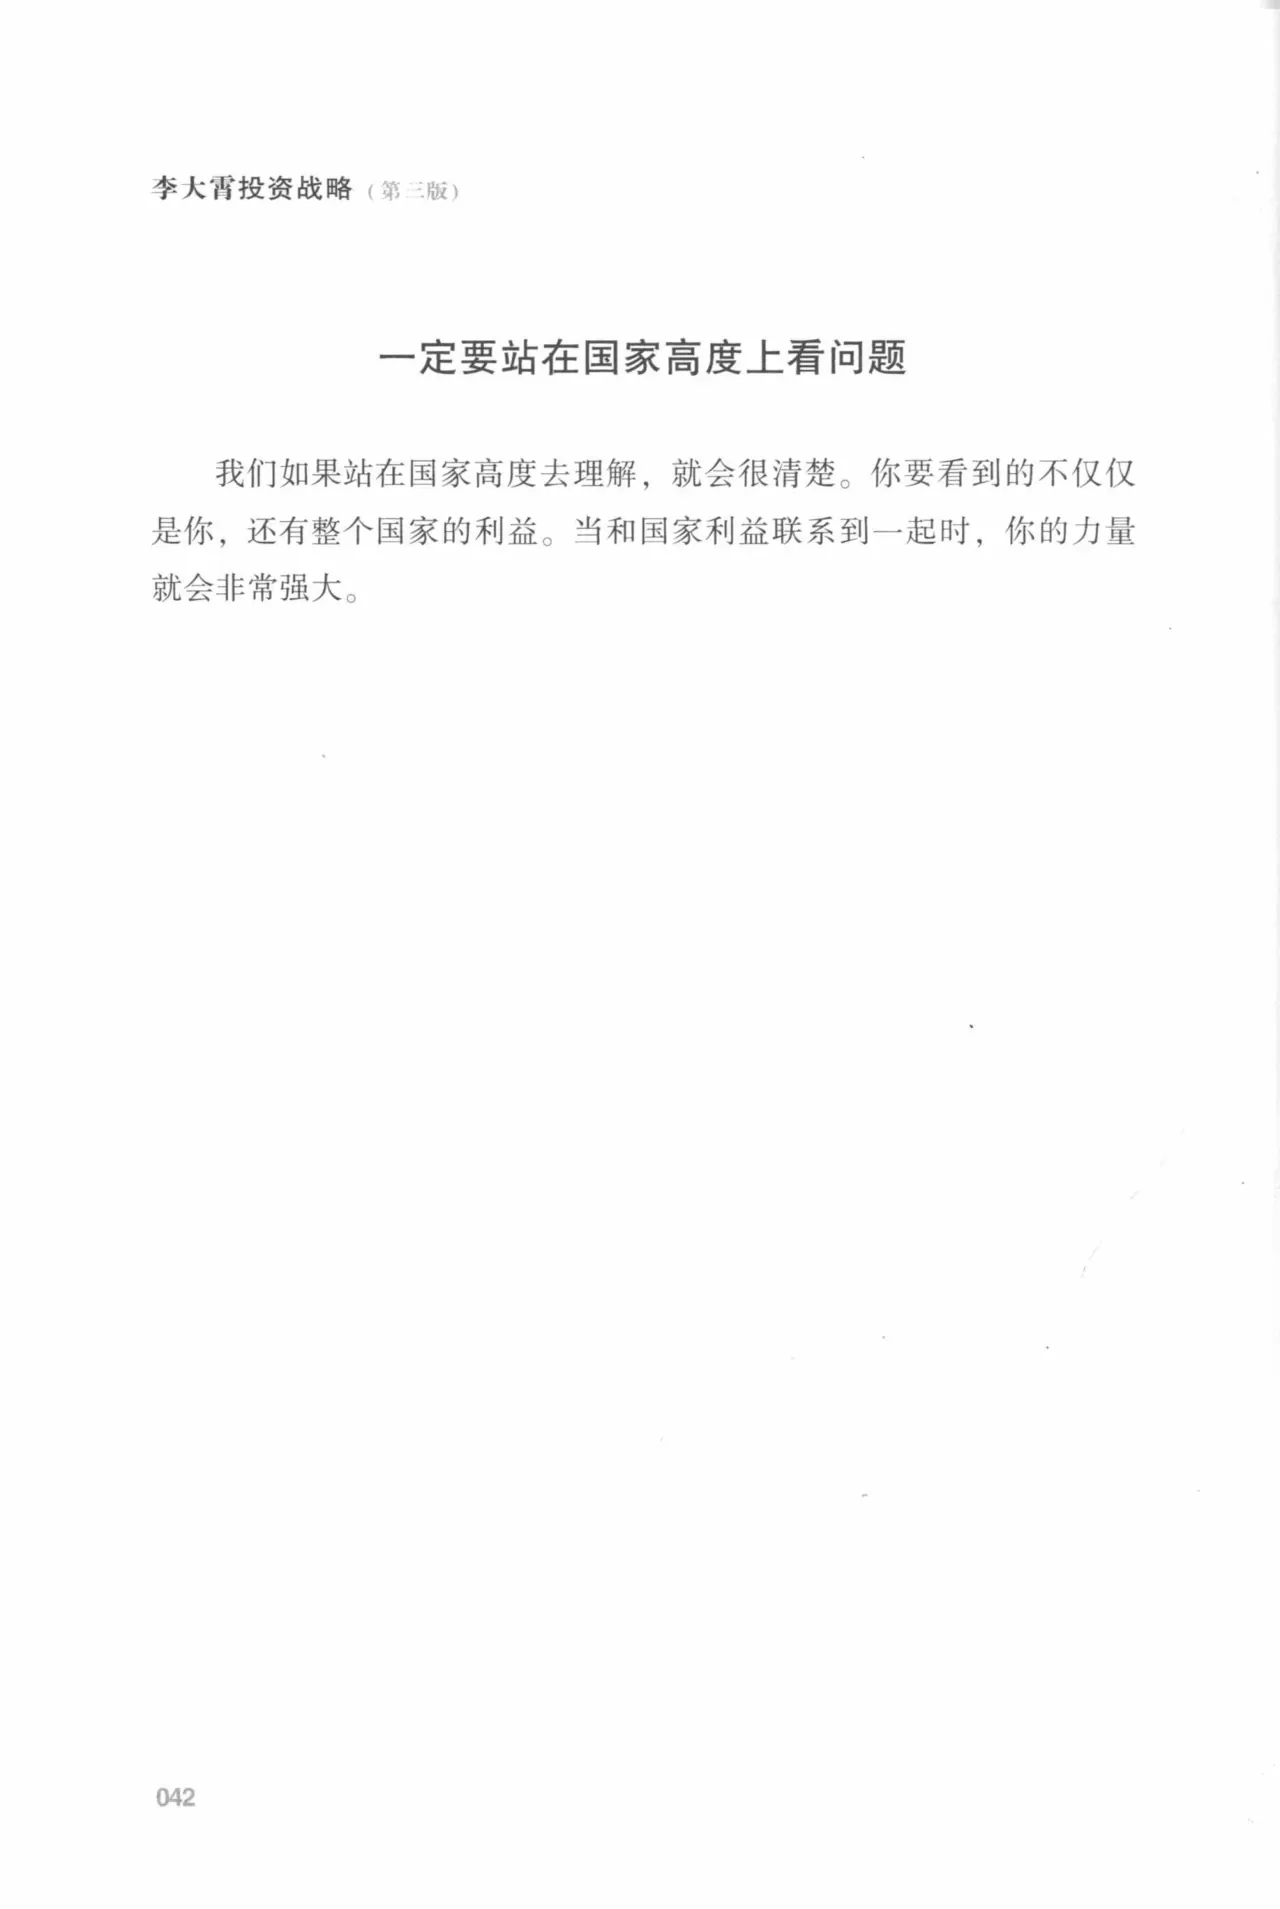 李大霄投资战略（第三版）
一定要站在国家高度上看问题
我们如果站在国家高度去理解，就会很清楚。你要看到的不仅仅
是你，还有整个国家的利益。当和国家利益联系到一起时，你的力量
就会非常强大。
042